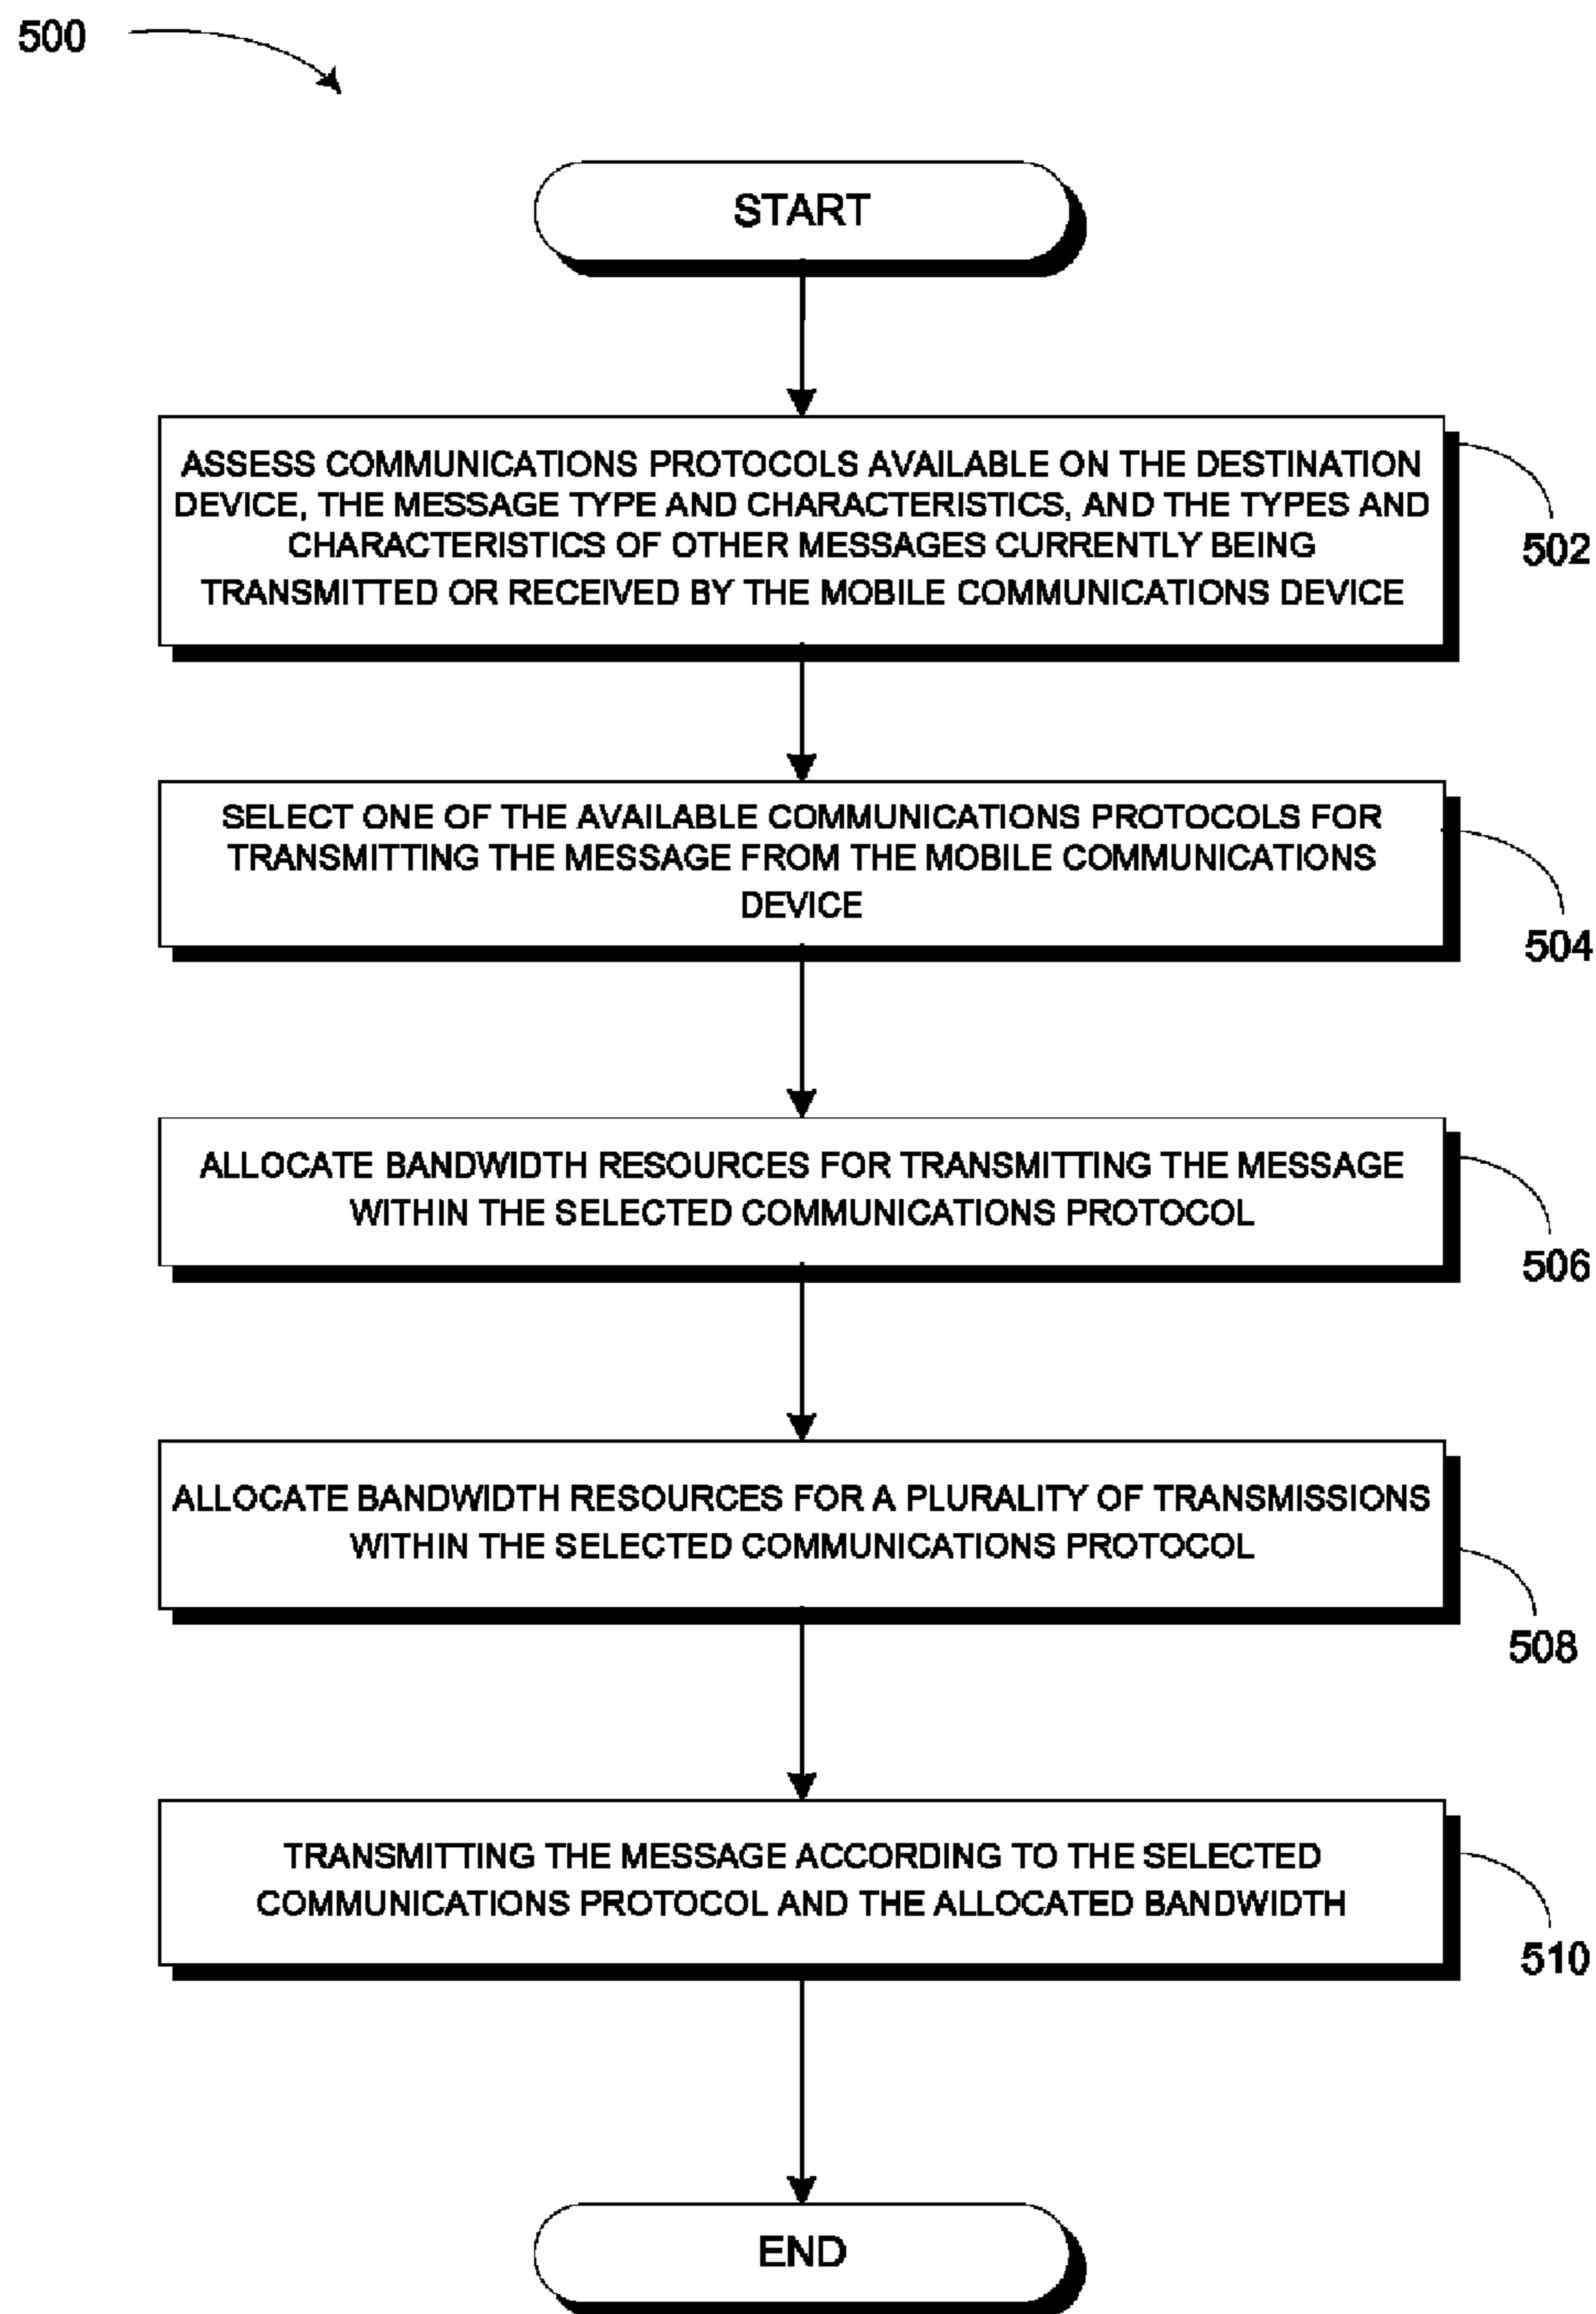 500
START
ASSESS COMMUNICATIONS PROTOCOLS AVAILABLE ON THE DESTINATION
DEVICE, THE MESSAGE TYPE AND CHARACTERISTICS, AND THE TYPES AND
CHARACTERISTICS OF OTHER MESSAGES CURRENTLY BEING
TRANSMITTED OR RECEIVED BY THE MOBILE COMMUNICATIONS DEVICE
502
SELECT ONE OF THE AVAILABLE COMMUNICATIONS PROTOCOLS FOR
TRANSMITTING THE MESSAGE FROM THE MOBILE COMMUNICATIONS
DEVICE
504
ALLOCATE BANDWIDTH RESOURCES FOR TRANSMITTING THE MESSAGE
WITHIN THE SELECTED COMMUNICATIONS PROTOCOL
506
ALLOCATE BANDWIDTH RESOURCES FOR A PLURALITY OF TRANSMISSIONS
WITHIN THE SELECTED COMMUNICATIONS PROTOCOL
508
TRANSMITTING THE MESSAGE ACCORDING TO THE SELECTED
COMMUNICATIONS PROTOCOL AND THE ALLOCATED BANDWIDTH
510
END